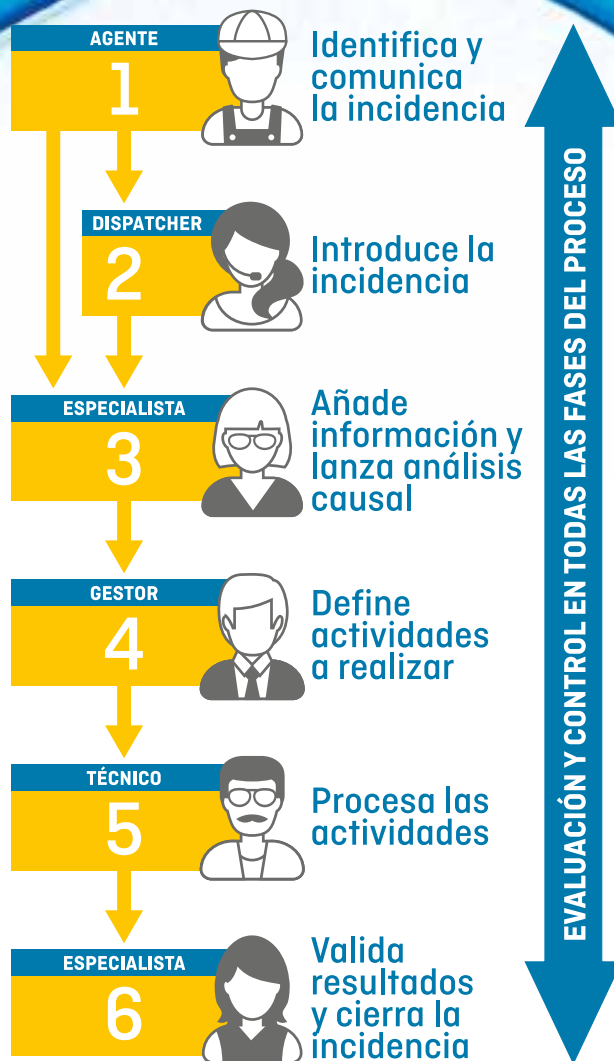 AGENTE
1
Identifica y
comunica
la incidencia
DISPATCHER
2
Introduce la
incidencia
ESPECIALISTA
3
Añade
información y
lanza análisis
causal
GESTOR
4
Define
actividades
a realizar
TÉCNICO
5
Procesa las
actividades
ESPECIALISTA
6
Valida
resultados
y cierra la
incidencia
EVALUACIÓN Y CONTROL EN TODAS LAS FASES DEL PROCESO